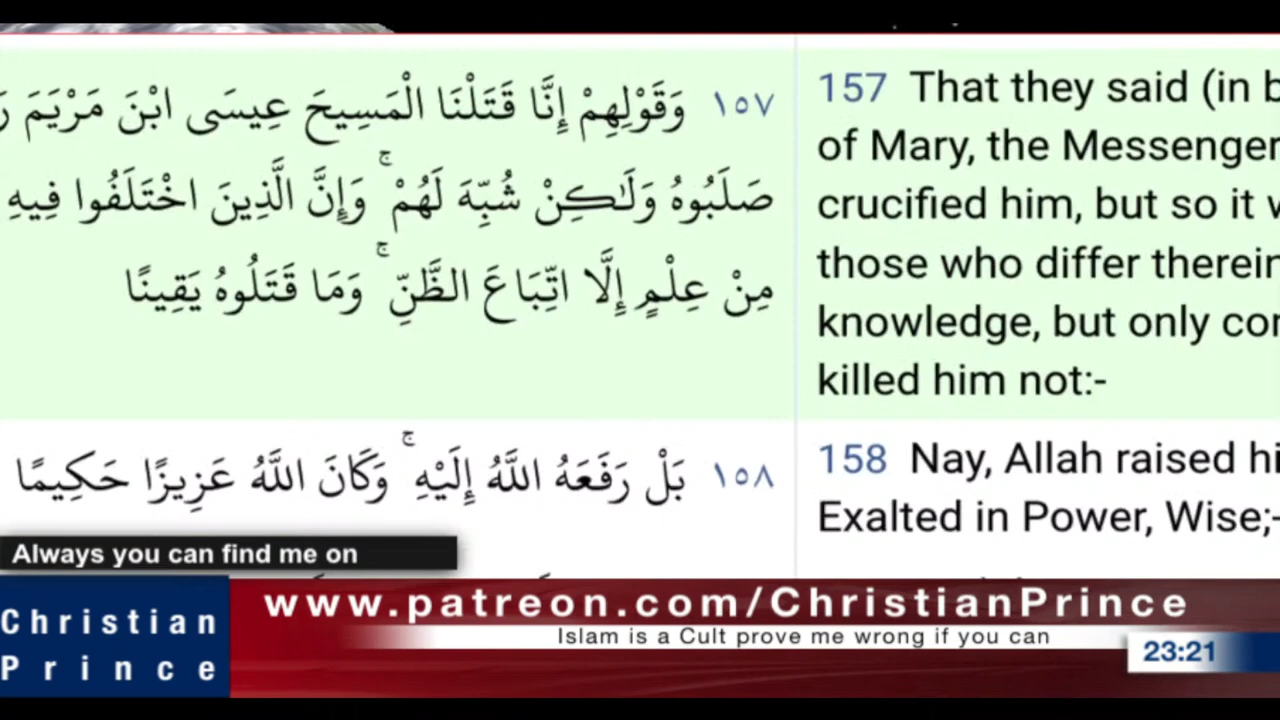 ١٥٧ وَقَوْلِهِمْ إِنَّا قَتَلْنَا الْمَسِيحَ عِيسَى ابْنَ مَرْيَمَ
صَلَبُوهُ وَلَٰكِنْ شُبِّهَ لَهُمْ ۚ وَإِنَّ الَّذِينَ اخْتَلَفُوا فِيهِ
مِنْ عِلْمٍ إِلَّا اتِّبَاعَ الظَّنِّ ۚ وَمَا قَتَلُوهُ يَقِينًا
157 That they said (in b
of Mary, the Messenger
crucified him, but so it w
those who differ therein
knowledge, but only con
killed him not:-
١٥٨ بَلْ رَفَعَهُ اللَّهُ إِلَيْهِ ۚ وَكَانَ اللَّهُ عَزِيزًا حَكِيمًا
158 Nay, Allah raised hi
Exalted in Power, Wise;-
Always you can find me on
Christian
Prince
www.patreon.com/ChristianPrince
Islam is a Cult prove me wrong if you can
23:21